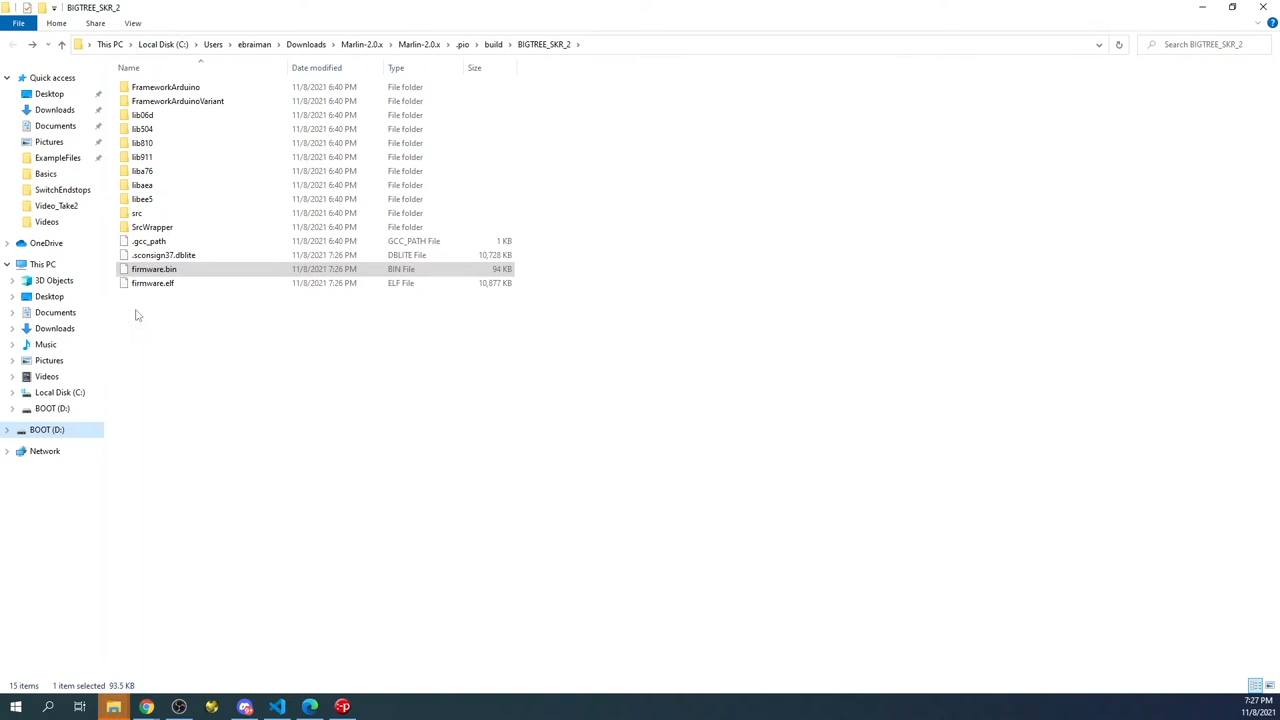 BIGTREE_SKR_2
File Home Share View
This PC Local Disk (C:) Users ebraiman Downloads Marlin-2.0.x Marlin-2.0.x .pio build BIGTREE_SKR_2 Search BIGTREE_SKR_2
Name Date modified Type Size
Quick access
Desktop
Downloads
Documents
Pictures
ExampleFiles
Basics
SwitchEndstops
Video_Take2
Videos
OneDrive
This PC
3D Objects
Desktop
Documents
Downloads
Music
Pictures
Videos
Local Disk (C:)
BOOT (D:)
BOOT (D:)
Network
FrameworkArduino 11/8/2021 6:40 PM File folder
FrameworkArduinoVariant 11/8/2021 6:40 PM File folder
lib06d 11/8/2021 6:40 PM File folder
lib504 11/8/2021 6:40 PM File folder
lib810 11/8/2021 6:40 PM File folder
lib911 11/8/2021 6:40 PM File folder
liba76 11/8/2021 6:40 PM File folder
libaea 11/8/2021 6:40 PM File folder
libee5 11/8/2021 6:40 PM File folder
src 11/8/2021 6:40 PM File folder
SrcWrapper 11/8/2021 6:40 PM File folder
.gcc_path 11/8/2021 6:40 PM GCC_PATH File 1 KB
.sconsign37.dblite 11/8/2021 7:26 PM DBLITE File 10,728 KB
firmware.bin 11/8/2021 7:26 PM BIN File 94 KB
firmware.elf 11/8/2021 7:26 PM ELF File 10,877 KB
15 items 1 item selected 93.5 KB
7:27 PM
11/8/2021